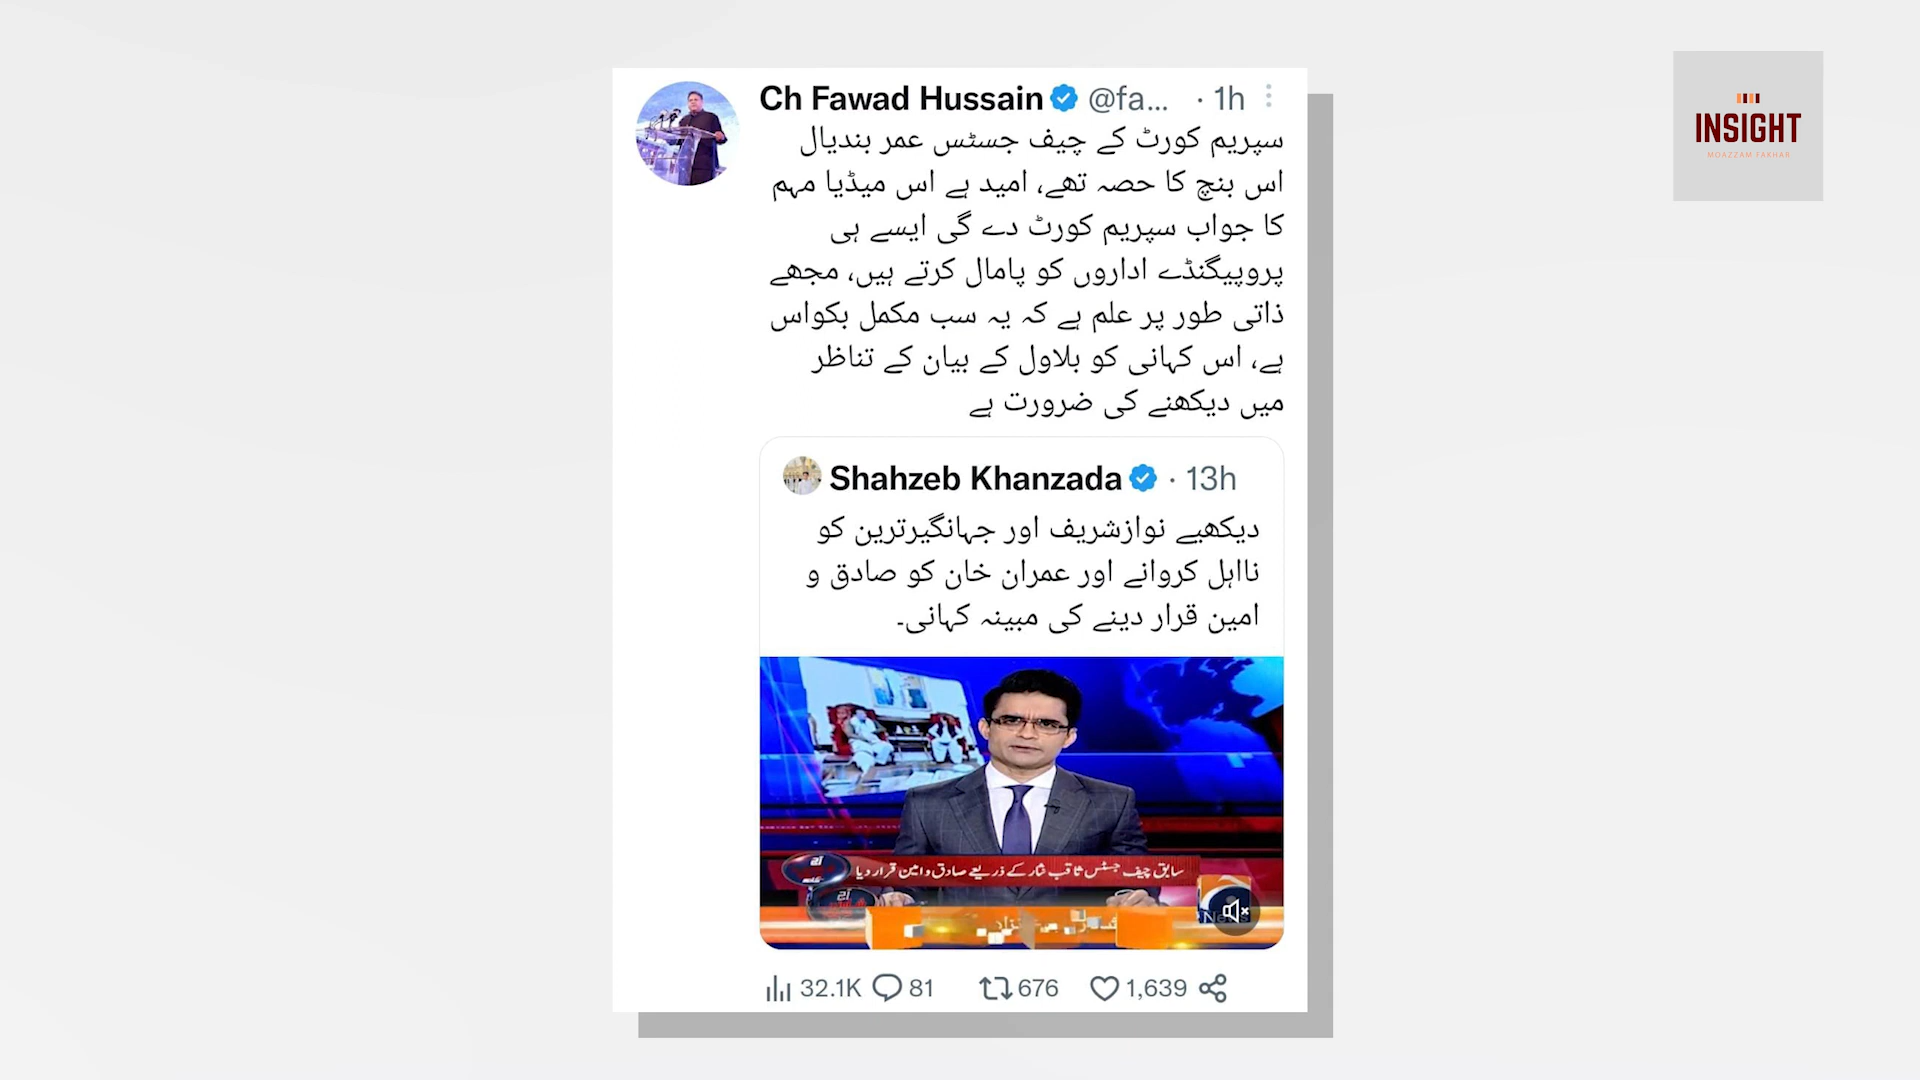 INSIGHT
MOAZZAM FAKHAR
Ch Fawad Hussain @fa... · 1h
سپریم کورٹ کے چیف جسٹس عمر بندیال
اس بنچ کا حصہ تھے، امید ہے اس میڈیا مہم
کا جواب سپریم کورٹ دے گی ایسے ہی
پروپیگنڈے اداروں کو پامال کرتے ہیں، مجھے
ذاتی طور پر علم ہے کہ یہ سب مکمل بکواس
ہے، اس کہانی کو بلاول کے بیان کے تناظر
میں دیکھنے کی ضرورت ہے
Shahzeb Khanzada · 13h
دیکھیے نوازشریف اور جہانگیرترین کو
نااہل کروانے اور عمران خان کو صادق و
امین قرار دینے کی مبینہ کہانی۔
سابق چیف جسٹس ثاقب نثار کے ذریعے صادق و امین قرار دیا
32.1K 81 676 1,639